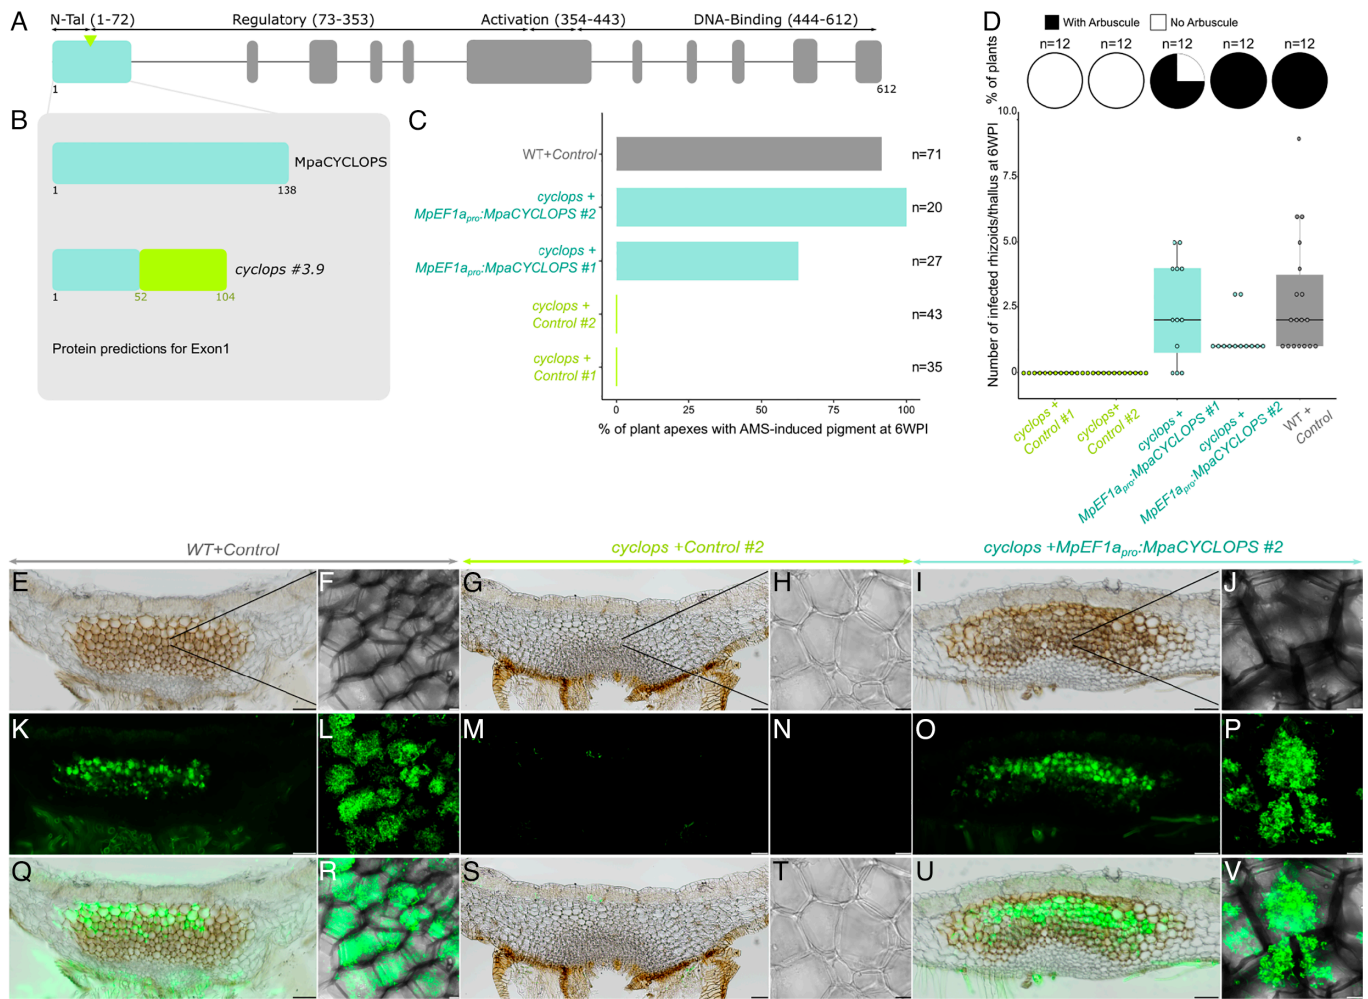 A
N-Tal (1-72)
Regulatory (73-353)
Activation (354-443)
DNA-Binding (444-612)
1
612
B
MpaCYCLOPS
1
138
cyclops #3.9
1
52
104
Protein predictions for Exon1
C
WT+Control
n=71
cyclops +
MpEF1apro:MpaCYCLOPS #2
n=20
cyclops +
MpEF1apro:MpaCYCLOPS #1
n=27
cyclops +
Control #2
n=43
cyclops +
Control #1
n=35
0
25
50
75
100
% of plant apexes with AMS-induced pigment at 6WPI
D
With Arbuscule
No Arbuscule
% of plants
n=12
n=12
n=12
n=12
n=12
Number of infected rhizoids/thallus at 6WPI
10.0
7.5
5.0
2.5
0
cyclops +
Control #1
cyclops+
Control #2
cyclops +
MpEF1apro:MpaCYCLOPS #1
cyclops +
MpEF1apro:MpaCYCLOPS #2
WT +
Control
WT+Control
cyclops +Control #2
cyclops +MpEF1apro:MpaCYCLOPS #2
E
F
G
H
I
J
K
L
M
N
O
P
Q
R
S
T
U
V